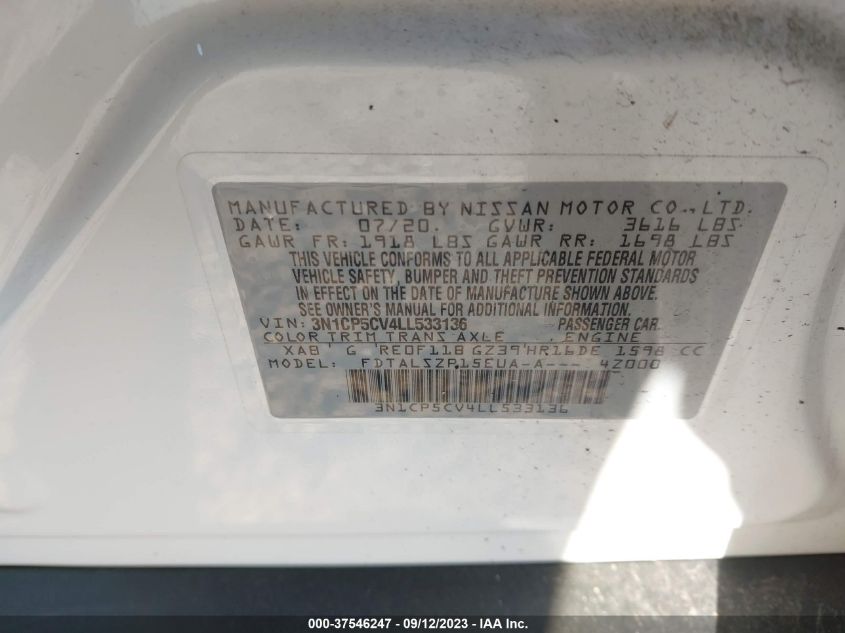 MANUFACTURED BY NISSAN MOTOR CO., LTD.
DATE: 07/20. GVWR: 3616 LBS
GAWR FR: 1918 LBS GAWR RR: 1698 LBS
THIS VEHICLE CONFORMS TO ALL APPLICABLE FEDERAL MOTOR
VEHICLE SAFETY, BUMPER AND THEFT PREVENTION STANDARDS
IN EFFECT ON THE DATE OF MANUFACTURE SHOWN ABOVE.
SEE OWNER'S MANUAL FOR ADDITIONAL INFORMATION.
VIN: 3N1CP5CV4LL533136 PASSENGER CAR.
COLOR TRIM TRANS AXLE ENGINE
XAB G RE0F11B GZ39 HR16DE 1598 CC
MODEL: FDTALSZP15EUA-A--- 4Z000
3N1CP5CV4LL533136
000-37546247 - 09/12/2023 - IAA Inc.